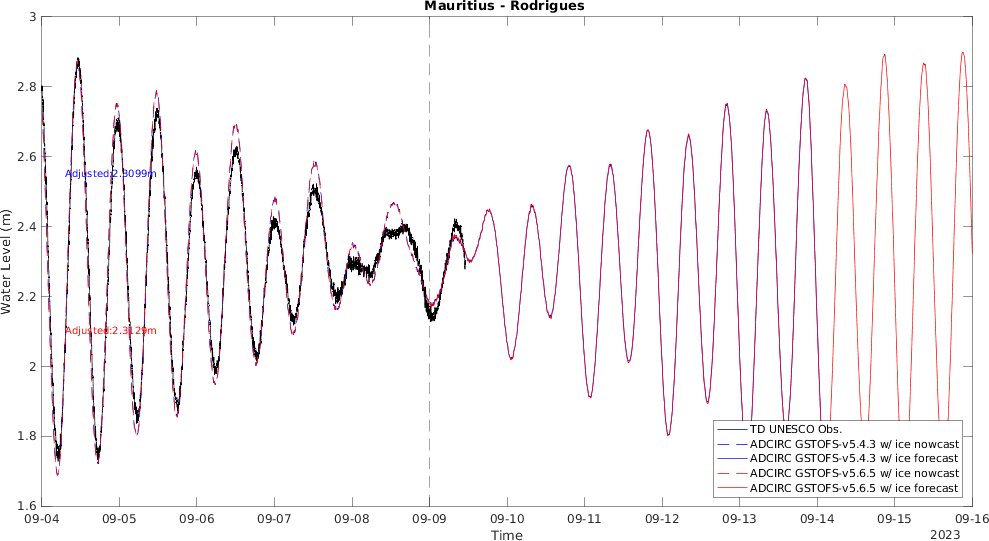 Mauritius - Rodrigues
Water Level (m)
3
2.8
2.6
2.4
2.2
2
1.8
1.6
Adjusted:2.3099m
Adjusted:2.3129m
TD UNESCO Obs.
ADCIRC GSTOFS-v5.4.3 w/ ice nowcast
ADCIRC GSTOFS-v5.4.3 w/ ice forecast
ADCIRC GSTOFS-v5.6.5 w/ ice nowcast
ADCIRC GSTOFS-v5.6.5 w/ ice forecast
09-04 09-05 09-06 09-07 09-08 09-09 09-10 09-11 09-12 09-13 09-14 09-15 09-16
Time
2023